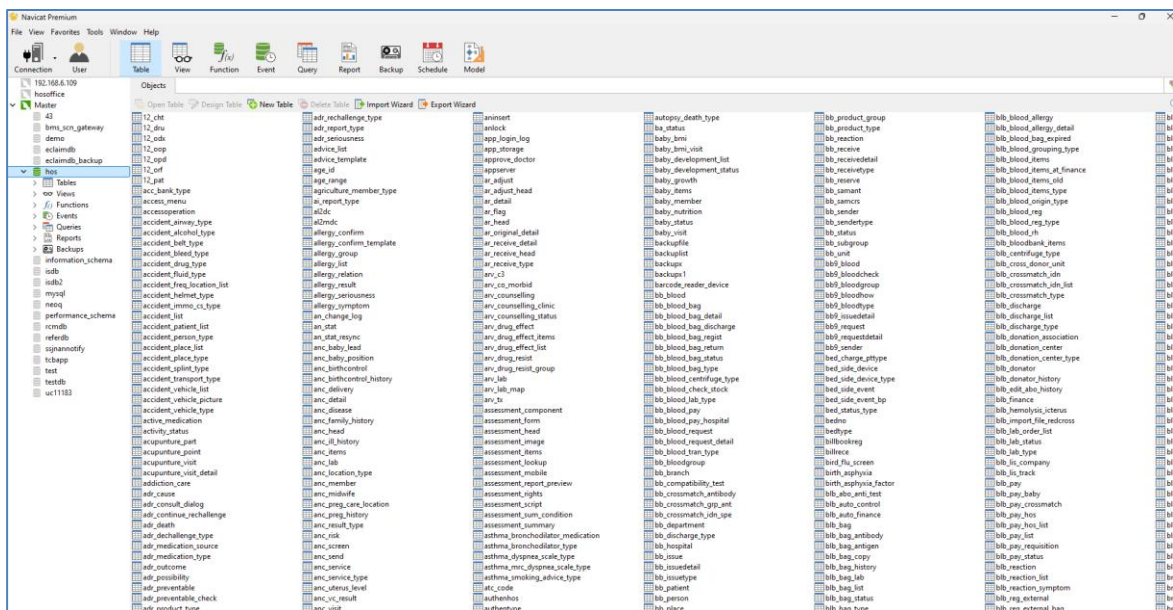 Navicat Premium
File View Favorites Tools Window Help
Connection User Table View Function Event Query Report Backup Schedule Model
192.168.6.109
hosoffice
Master
43
bms_scn_gateway
demo
eclaimdb
eclaimdb_backup
hos
Tables
Views
Functions
Events
Queries
Reports
Backups
information_schema
isdb
isdb2
mysql
neoq
performance_schema
rcmdb
referdb
ssjnannotify
tcbapp
test
testdb
uc11183
Objects
Open Table Design Table New Table Delete Table Import Wizard Export Wizard
12_cht
12_dru
12_odx
12_oop
12_opd
12_orf
12_pat
acc_bank_type
access_menu
accessoperation
accident_airway_type
accident_alcohol_type
accident_belt_type
accident_bleed_type
accident_drug_type
accident_fluid_type
accident_freq_location_list
accident_helmet_type
accident_immo_cs_type
accident_list
accident_patient_list
accident_person_type
accident_place_list
accident_place_type
accident_splint_type
accident_transport_type
accident_vehicle_list
accident_vehicle_picture
accident_vehicle_type
active_medication
activity_status
acupunture_part
acupunture_point
acupunture_visit
acupunture_visit_detail
addiction_care
adr_cause
adr_consult_dialog
adr_continue_rechallenge
adr_death
adr_dechallenge_type
adr_medication_source
adr_medication_type
adr_outcome
adr_possibility
adr_preventable
adr_preventable_check
adr_product_type
adr_rechallenge_type
adr_report_type
adr_seriousness
advice_list
advice_template
age_id
age_range
agriculture_member_type
ai_report_type
al2dc
al2mdc
allergy_confirm
allergy_confirm_template
allergy_group
allergy_list
allergy_relation
allergy_result
allergy_seriousness
allergy_symptom
an_change_log
an_stat
an_stat_resync
anc_baby_lead
anc_baby_position
anc_birthcontrol
anc_birthcontrol_history
anc_delivery
anc_detail
anc_disease
anc_family_history
anc_head
anc_ill_history
anc_items
anc_lab
anc_location_type
anc_member
anc_midwife
anc_preg_care_location
anc_preg_history
anc_result_type
anc_risk
anc_screen
anc_send
anc_service
anc_service_type
anc_uterus_level
anc_vc_result
anc_visit
aninsert
anlock
app_login_log
app_storage
approve_doctor
appserver
ar_adjust
ar_adjust_head
ar_detail
ar_flag
ar_head
ar_original_detail
ar_receive_detail
ar_receive_head
ar_receive_type
arv_c3
arv_co_morbid
arv_counselling
arv_counselling_clinic
arv_counselling_status
arv_drug_effect
arv_drug_effect_items
arv_drug_effect_list
arv_drug_resist
arv_drug_resist_group
arv_lab
arv_lab_map
arv_tx
assessment_component
assessment_form
assessment_head
assessment_image
assessment_items
assessment_lookup
assessment_mobile
assessment_report_preview
assessment_rights
assessment_script
assessment_sum_condition
assessment_summary
asthma_bronchodilator_medication
asthma_bronchodilator_type
asthma_dyspnea_scale_type
asthma_mrc_dyspnea_scale_type
asthma_smoking_advice_type
atc_code
authenhos
authentype
autopsy_death_type
ba_status
baby_bmi
baby_bmi_visit
baby_development_list
baby_development_status
baby_growth
baby_items
baby_member
baby_nutrition
baby_status
baby_visit
backupfile
backuplist
backupx
backupx1
barcode_reader_device
bb_blood
bb_blood_bag
bb_blood_bag_detail
bb_blood_bag_discharge
bb_blood_bag_regist
bb_blood_bag_return
bb_blood_bag_status
bb_blood_bag_type
bb_blood_centrifuge_type
bb_blood_check_stock
bb_blood_lab_type
bb_blood_pay
bb_blood_pay_hospital
bb_blood_request
bb_blood_request_detail
bb_blood_tran_type
bb_bloodgroup
bb_branch
bb_compatibility_test
bb_crossmatch_antibody
bb_crossmatch_grp_ant
bb_crossmatch_idn_spe
bb_department
bb_discharge_type
bb_hospital
bb_issue
bb_issuedetail
bb_issuetype
bb_patient
bb_person
bb_place
bb_product_group
bb_product_type
bb_reaction
bb_receive
bb_receivedetail
bb_receivetype
bb_reserve
bb_samant
bb_samcrs
bb_sender
bb_sendertype
bb_status
bb_subgroup
bb_unit
bb9_blood
bb9_bloodcheck
bb9_bloodgroup
bb9_bloodhow
bb9_bloodtype
bb9_issuedetail
bb9_request
bb9_requestdetail
bb9_sender
bed_charge_pttype
bed_side_device
bed_side_device_type
bed_side_event
bed_side_event_bp
bed_status_type
bedno
bedtype
billbookreg
billrece
bird_flu_screen
birth_asphyxia
birth_asphyxia_factor
blb_abo_anti_test
blb_auto_control
blb_auto_finance
blb_bag
blb_bag_antibody
blb_bag_antigen
blb_bag_copy
blb_bag_history
blb_bag_lab
blb_bag_status
blb_bag_type
blb_blood_allergy
blb_blood_allergy_detail
blb_blood_bag_expired
blb_blood_grouping_type
blb_blood_items
blb_blood_items_at_finance
blb_blood_items_old
blb_blood_items_type
blb_blood_origin_type
blb_blood_reg
blb_blood_reg_type
blb_blood_rh
blb_bloodbank_items
blb_centrifuge_type
blb_cross_donor_unit
blb_crossmatch_idn
blb_crossmatch_idn_list
blb_crossmatch_type
blb_discharge
blb_discharge_list
blb_discharge_type
blb_donation_association
blb_donation_center
blb_donation_center_type
blb_donator
blb_donator_history
blb_edit_abo_history
blb_finance
blb_hemolysis_icterus
blb_import_file_redcross
blb_lab_order_list
blb_lab_status
blb_lab_type
blb_lis_company
blb_lis_track
blb_pay
blb_pay_baby
blb_pay_crossmatch
blb_pay_hos
blb_pay_hos_list
blb_pay_list
blb_pay_requisition
blb_pay_status
blb_reaction
blb_reaction_list
blb_reaction_symptom
blb_reg_external
blb_reg_external_bag